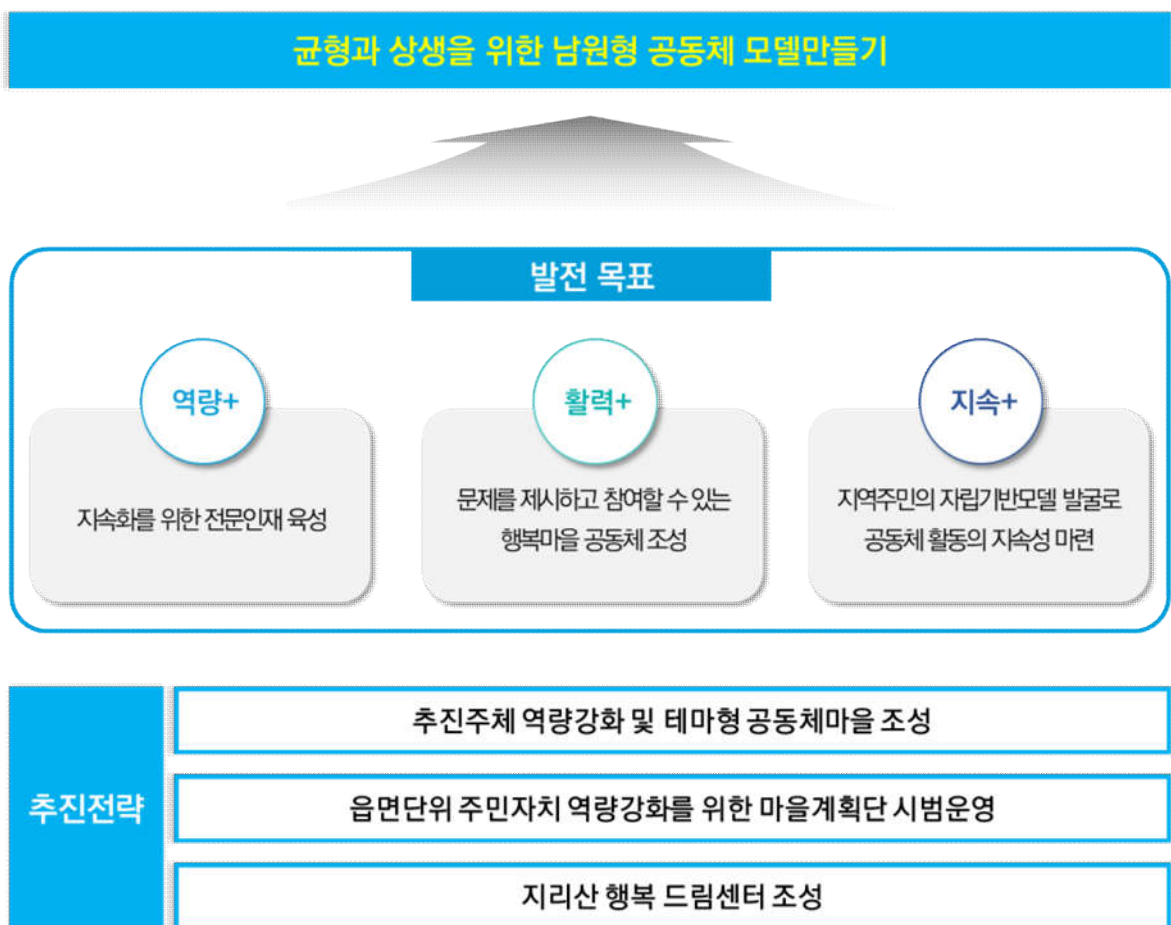 균형과 상생을 위한 남원형 공동체 모델만들기
발전 목표
역량+
지속화를 위한 전문인재 육성
활력+
문제를 제시하고 참여할 수 있는
행복마을 공동체 조성
지속+
지역주민의 자립기반모델 발굴로
공동체 활동의 지속성 마련
추진전략
추진주체 역량강화 및 테마형 공동체마을 조성
읍면단위 주민자치 역량강화를 위한 마을계획단 시범운영
지리산 행복 드림센터 조성